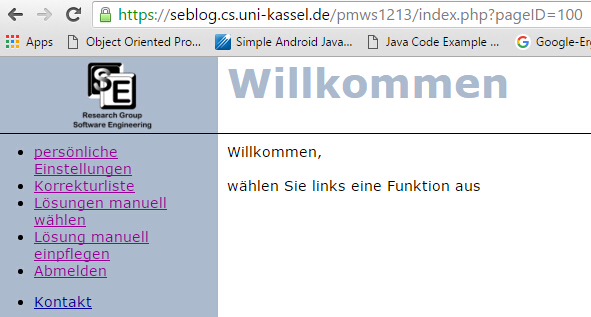 https://seblog.cs.uni-kassel.de/pmws1213/index.php?pageID=100
Apps Object Oriented Pro... Simple Android Java... Java Code Example ... Google-Er
SE
Research Group
Software Engineering
Willkommen
persönliche
Einstellungen
Korrekturliste
Lösungen manuell
wählen
Lösung manuell
einpflegen
Abmelden
Kontakt
Willkommen,
wählen Sie links eine Funktion aus